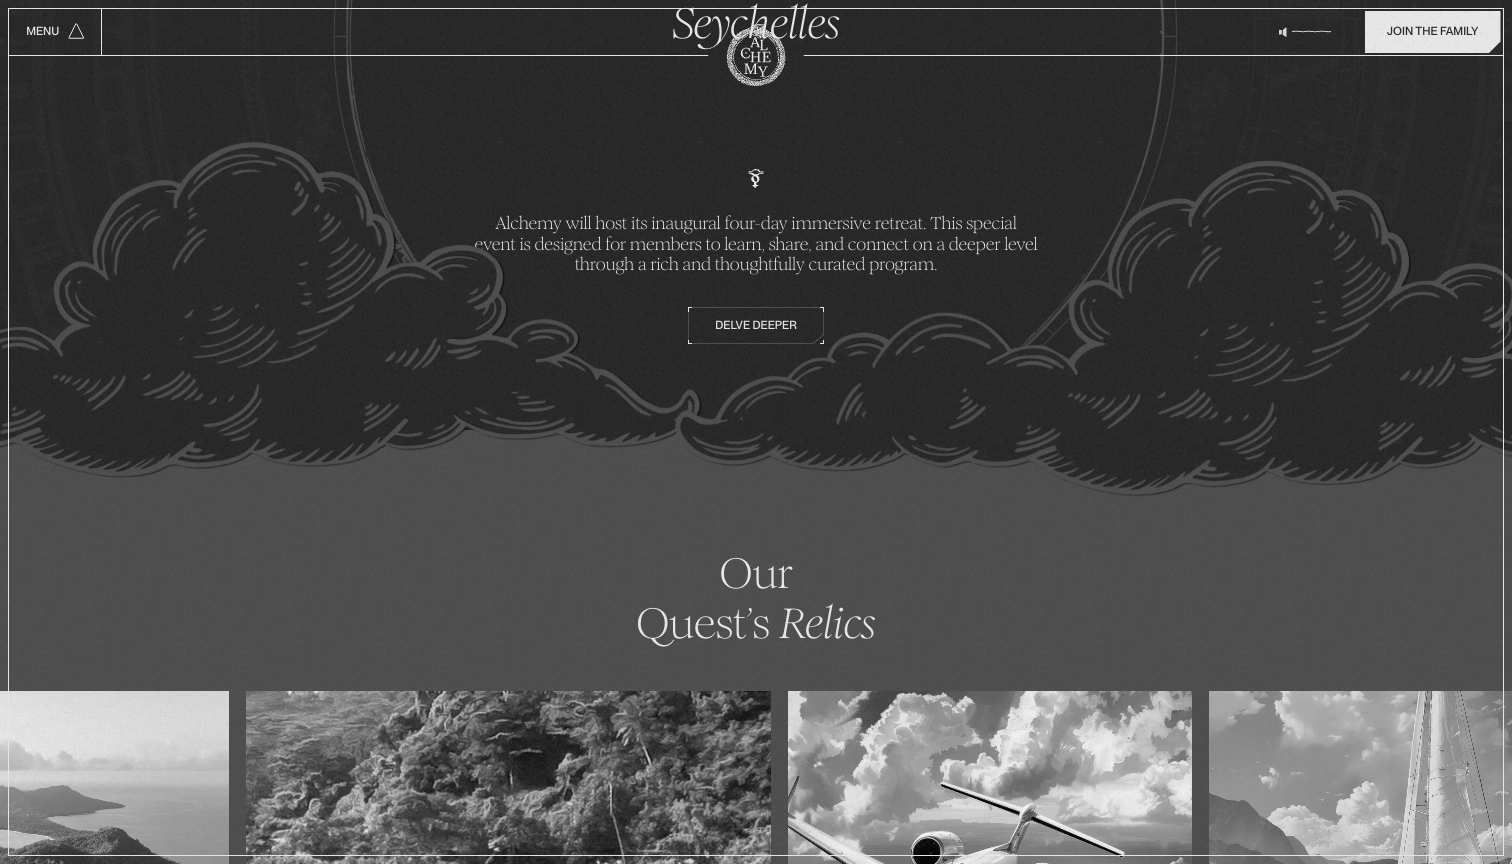 Seychelles
MENU
AL
CHE
MY
JOIN THE FAMILY
Alchemy will host its inaugural four-day immersive retreat. This special
event is designed for members to learn, share, and connect on a deeper level
through a rich and thoughtfully curated program.
DELVE DEEPER
Our
Quest’s Relics